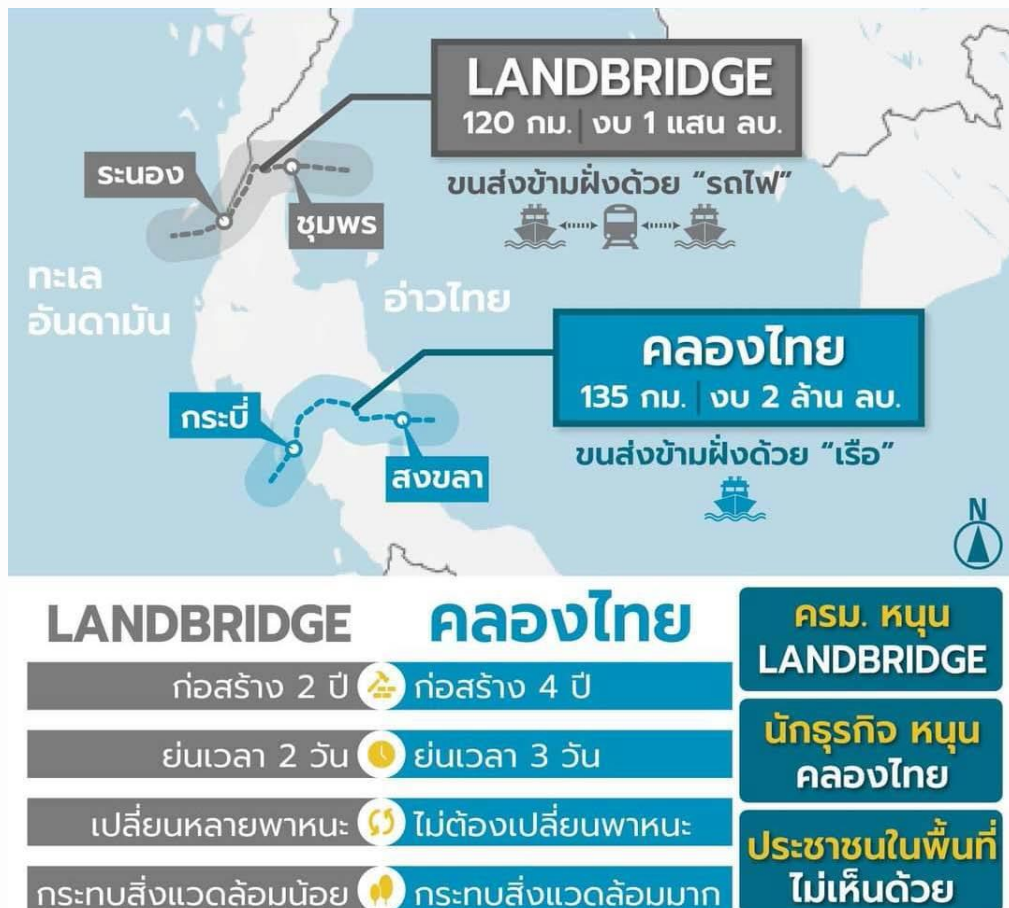 LANDBRIDGE
120 กม. | งบ 1 แสน ลบ.
ขนส่งข้ามฝั่งด้วย “รถไฟ”
ระนอง
ชุมพร
ทะเล
อันดามัน
อ่าวไทย
คลองไทย
135 กม. | งบ 2 ล้าน ลบ.
ขนส่งข้ามฝั่งด้วย “เรือ”
กระบี่
สงขลา
N
LANDBRIDGE คลองไทย
ก่อสร้าง 2 ปี ก่อสร้าง 4 ปี
ย่นเวลา 2 วัน ย่นเวลา 3 วัน
เปลี่ยนหลายพาหนะ ไม่ต้องเปลี่ยนพาหนะ
กระทบสิ่งแวดล้อมน้อย กระทบสิ่งแวดล้อมมาก
ครม. หนุน
LANDBRIDGE
นักธุรกิจ หนุน
คลองไทย
ประชาชนในพื้นที่
ไม่เห็นด้วย